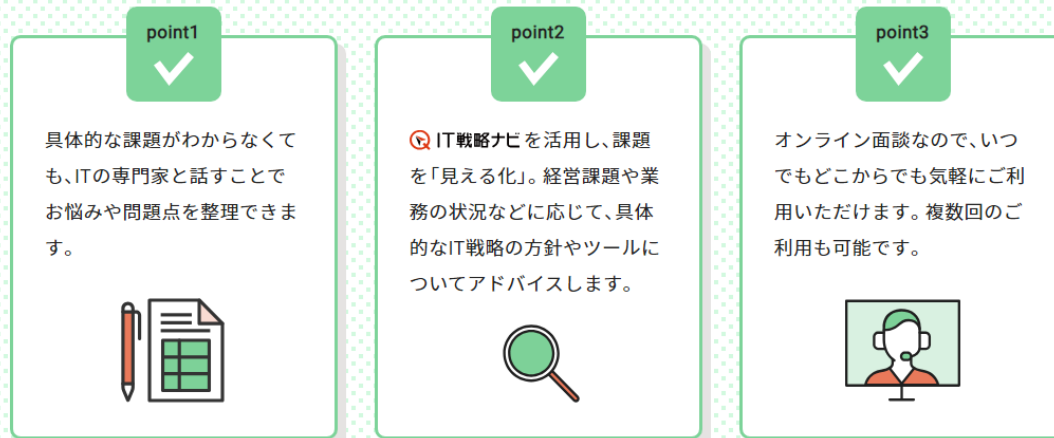 point1
具体的な課題がわからなくて
も、ITの専門家と話すことで
お悩みや問題点を整理できま
す。
point2
IT戦略ナビを活用し、課題
を「見える化」。経営課題や業
務の状況などに応じて、具体
的なIT戦略の方針やツールに
ついてアドバイスします。
point3
オンライン面談なので、いつ
でもどこからでも気軽にご利
用いただけます。複数回のご
利用も可能です。